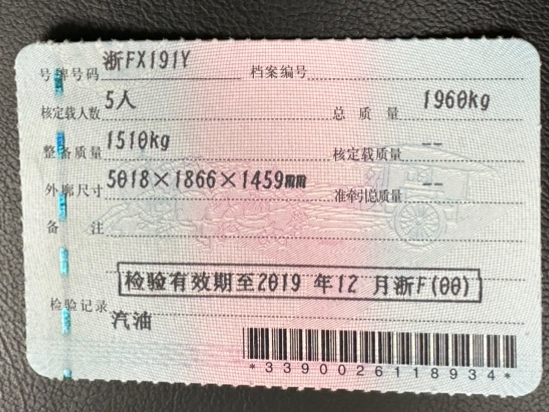 号牌号码 浙FX191Y 档案编号
核定载人数 5人 总质量 1960kg
整备质量 1510kg 核定载质量 --
外廓尺寸 5018×1866×1459mm 准牵引总质量 --
备注
检验有效期至2019 年12 月浙F(00)
检验记录
汽油
*3390026118934*